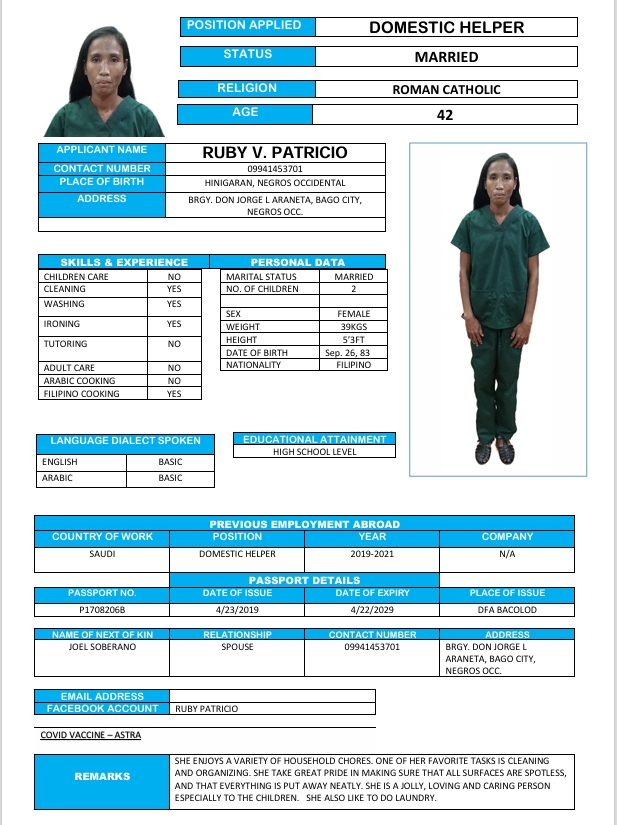 POSITION APPLIED DOMESTIC HELPER
STATUS MARRIED
RELIGION ROMAN CATHOLIC
AGE 42
APPLICANT NAME RUBY V. PATRICIO
CONTACT NUMBER 09941453701
PLACE OF BIRTH HINIGARAN, NEGROS OCCIDENTAL
ADDRESS BRGY. DON JORGE L ARANETA, BAGO CITY,
NEGROS OCC.
SKILLS & EXPERIENCE
CHILDREN CARE NO
CLEANING YES
WASHING YES
IRONING YES
TUTORING NO
ADULT CARE NO
ARABIC COOKING NO
FILIPINO COOKING YES
PERSONAL DATA
MARITAL STATUS MARRIED
NO. OF CHILDREN 2
SEX FEMALE
WEIGHT 39KGS
HEIGHT 5'3FT
DATE OF BIRTH Sep. 26, 83
NATIONALITY FILIPINO
LANGUAGE DIALECT SPOKEN
ENGLISH BASIC
ARABIC BASIC
EDUCATIONAL ATTAINMENT
HIGH SCHOOL LEVEL
PREVIOUS EMPLOYMENT ABROAD
COUNTRY OF WORK POSITION YEAR COMPANY
SAUDI DOMESTIC HELPER 2019-2021 N/A
PASSPORT DETAILS
PASSPORT NO. DATE OF ISSUE DATE OF EXPIRY PLACE OF ISSUE
P1708206B 4/23/2019 4/22/2029 DFA BACOLOD
NAME OF NEXT OF KIN RELATIONSHIP CONTACT NUMBER ADDRESS
JOEL SOBERANO SPOUSE 09941453701 BRGY. DON JORGE L
ARANETA, BAGO CITY,
NEGROS OCC.
EMAIL ADDRESS
FACEBOOK ACCOUNT RUBY PATRICIO
COVID VACCINE – ASTRA
REMARKS
SHE ENJOYS A VARIETY OF HOUSEHOLD CHORES. ONE OF HER FAVORITE TASKS IS CLEANING
AND ORGANIZING. SHE TAKE GREAT PRIDE IN MAKING SURE THAT ALL SURFACES ARE SPOTLESS,
AND THAT EVERYTHING IS PUT AWAY NEATLY. SHE IS A JOLLY, LOVING AND CARING PERSON
ESPECIALLY TO THE CHILDREN. SHE ALSO LIKE TO DO LAUNDRY.